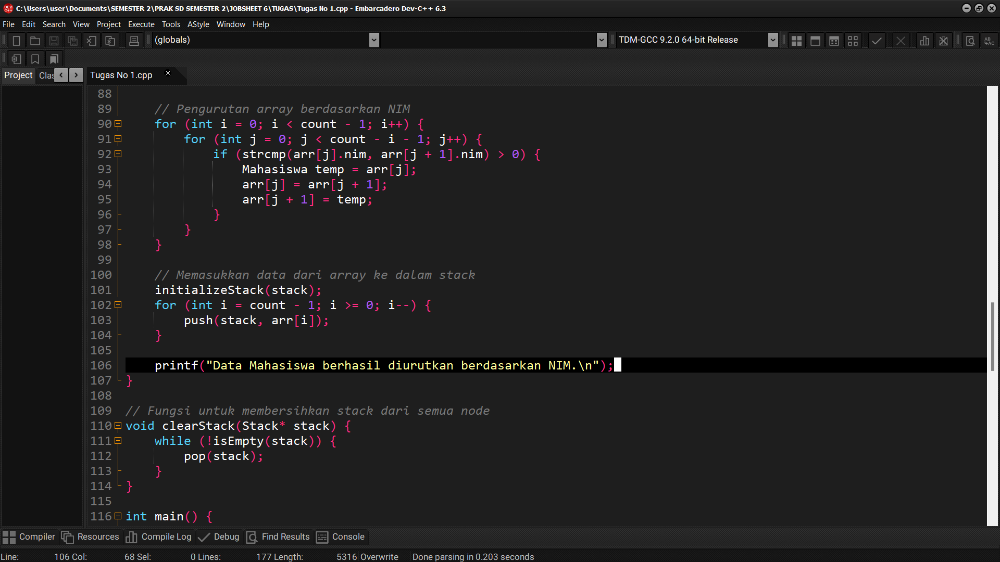 C:\Users\user\Documents\SEMESTER 2\PRAK SD SEMESTER 2\JOBSHEET 6\TUGAS\Tugas No 1.cpp - Embarcadero Dev-C++ 6.3
File Edit Search View Project Execute Tools AStyle Window Help
(globals) TDM-GCC 9.2.0 64-bit Release
Project Clas Tugas No 1.cpp
88
89 // Pengurutan array berdasarkan NIM
90 for (int i = 0; i < count - 1; i++) {
91 for (int j = 0; j < count - i - 1; j++) {
92 if (strcmp(arr[j].nim, arr[j + 1].nim) > 0) {
93 Mahasiswa temp = arr[j];
94 arr[j] = arr[j + 1];
95 arr[j + 1] = temp;
96 }
97 }
98 }
99
100 // Memasukkan data dari array ke dalam stack
101 initializeStack(stack);
102 for (int i = count - 1; i >= 0; i--) {
103 push(stack, arr[i]);
104 }
105
106 printf("Data Mahasiswa berhasil diurutkan berdasarkan NIM.\n");
107 }
108
109 // Fungsi untuk membersihkan stack dari semua node
110 void clearStack(Stack* stack) {
111 while (!isEmpty(stack)) {
112 pop(stack);
113 }
114 }
115
116 int main() {
Compiler Resources Compile Log Debug Find Results Console
Line: 106 Col: 68 Sel: 0 Lines: 177 Length: 5316 Overwrite Done parsing in 0.203 seconds